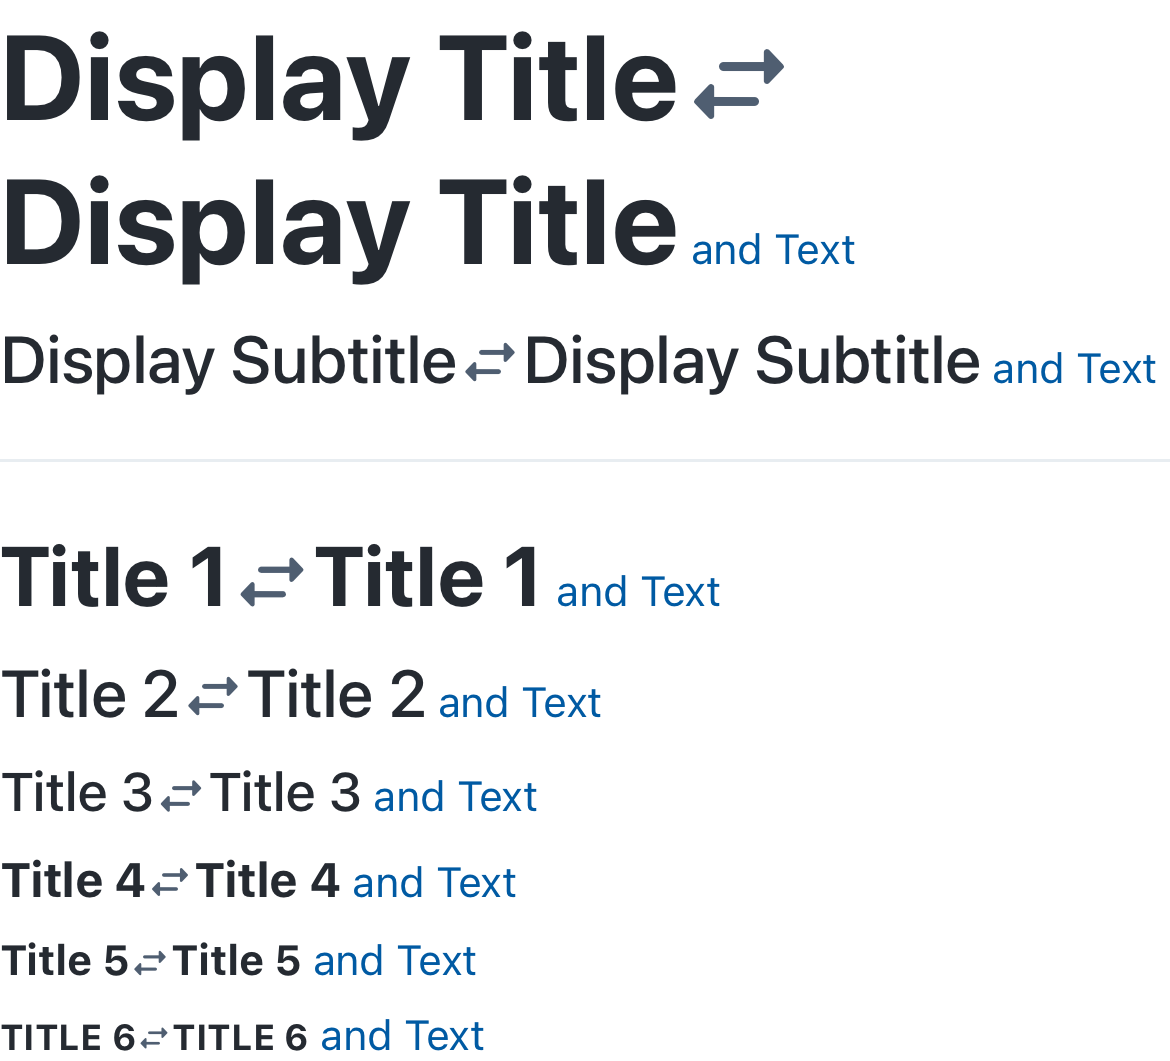 Display Title
Display Title and Text
Display Subtitle Display Subtitle and Text
Title 1 Title 1 and Text
Title 2 Title 2 and Text
Title 3 Title 3 and Text
Title 4 Title 4 and Text
Title 5 Title 5 and Text
TITLE 6 TITLE 6 and Text